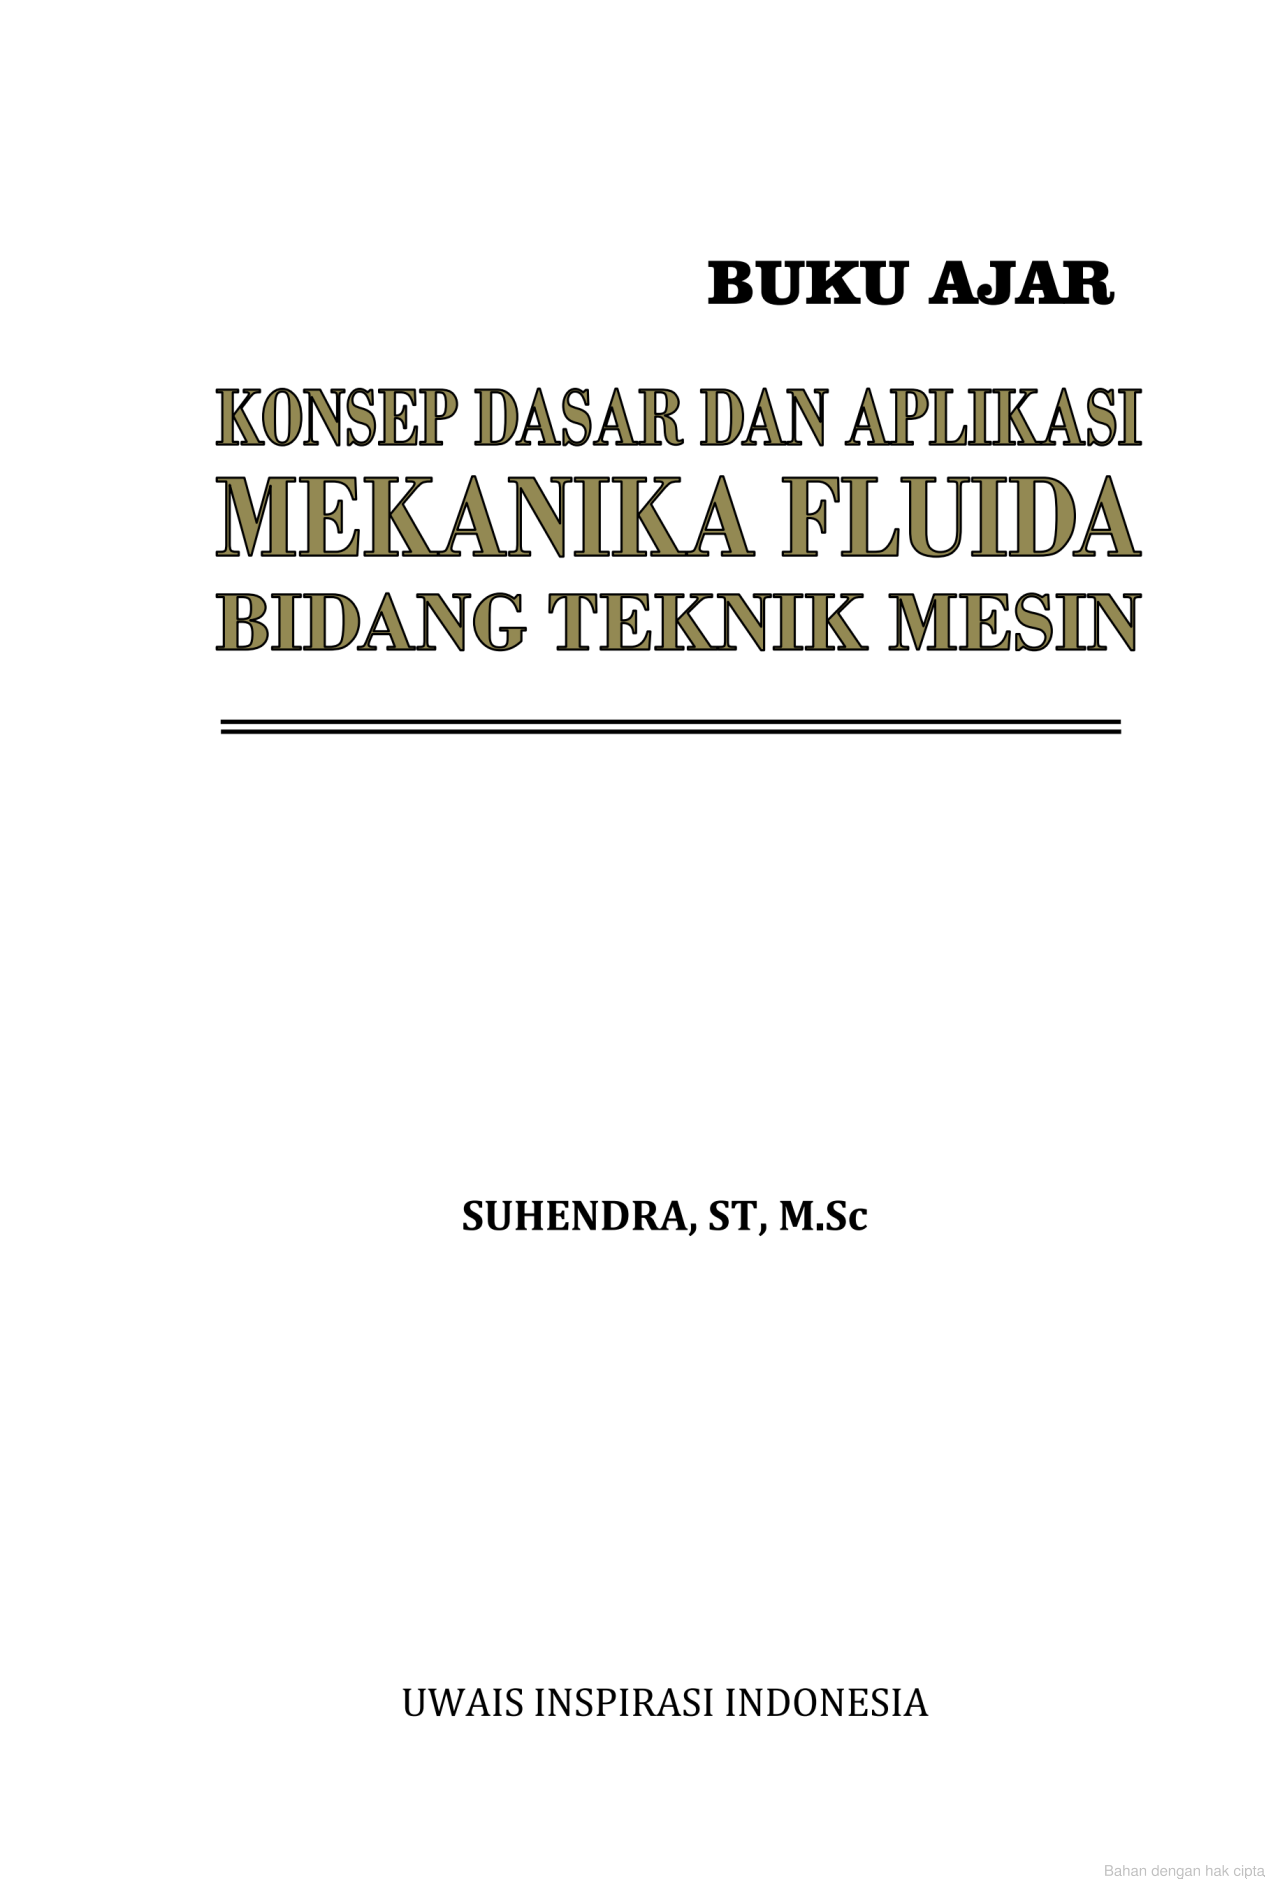 BUKU AJAR
KONSEP DASAR DAN APLIKASI
MEKANIKA FLUIDA
BIDANG TEKNIK MESIN
SUHENDRA, ST, M.Sc
UWAIS INSPIRASI INDONESIA
Bahan dengan hak cipta